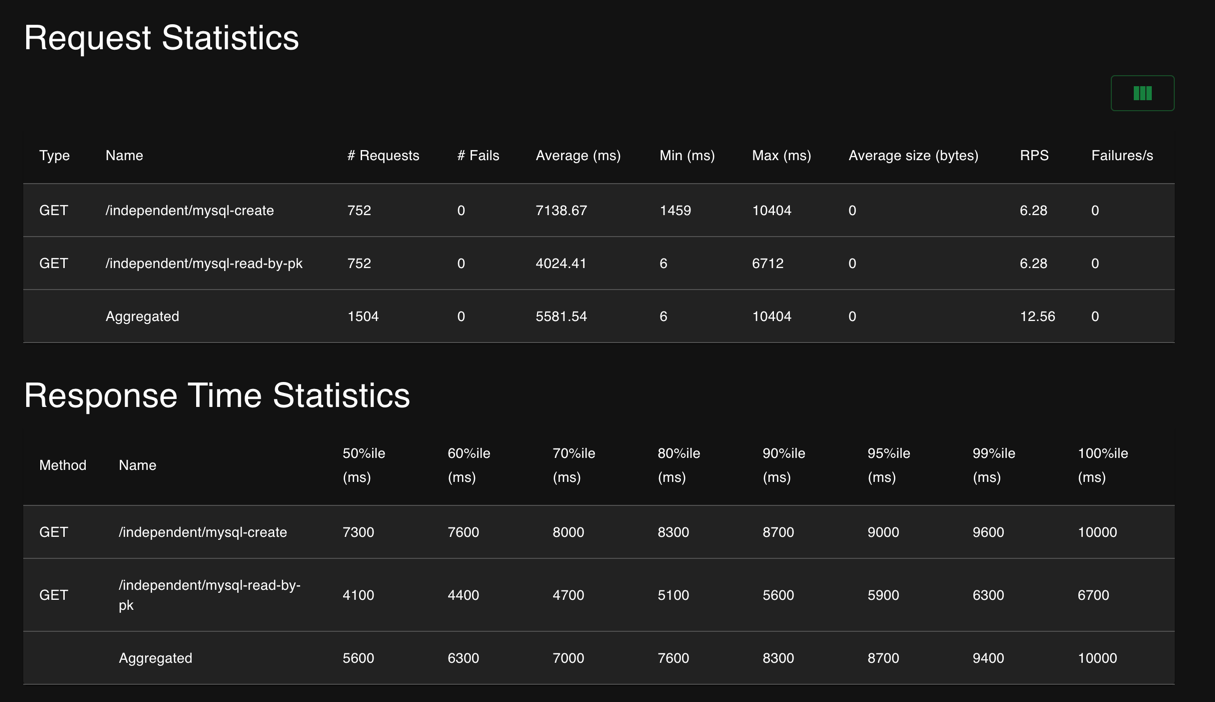 Request Statistics
Type Name # Requests # Fails Average (ms) Min (ms) Max (ms) Average size (bytes) RPS Failures/s
GET /independent/mysql-create 752 0 7138.67 1459 10404 0 6.28 0
GET /independent/mysql-read-by-pk 752 0 4024.41 6 6712 0 6.28 0
Aggregated 1504 0 5581.54 6 10404 0 12.56 0
Response Time Statistics
Method Name 50%ile (ms) 60%ile (ms) 70%ile (ms) 80%ile (ms) 90%ile (ms) 95%ile (ms) 99%ile (ms) 100%ile (ms)
GET /independent/mysql-create 7300 7600 8000 8300 8700 9000 9600 10000
GET /independent/mysql-read-by-pk 4100 4400 4700 5100 5600 5900 6300 6700
Aggregated 5600 6300 7000 7600 8300 8700 9400 10000